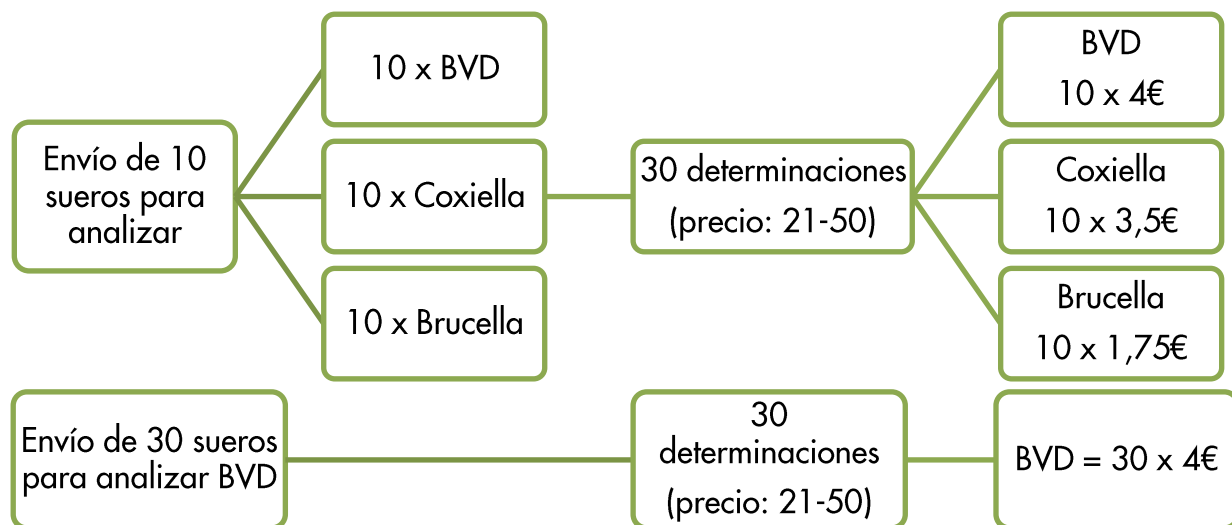 Envío de 10
sueros para
analizar
10 x BVD
10 x Coxiella
10 x Brucella
30 determinaciones
(precio: 21-50)
BVD
10 x 4€
Coxiella
10 x 3,5€
Brucella
10 x 1,75€
Envío de 30 sueros
para analizar BVD
30
determinaciones
(precio: 21-50)
BVD = 30 x 4€